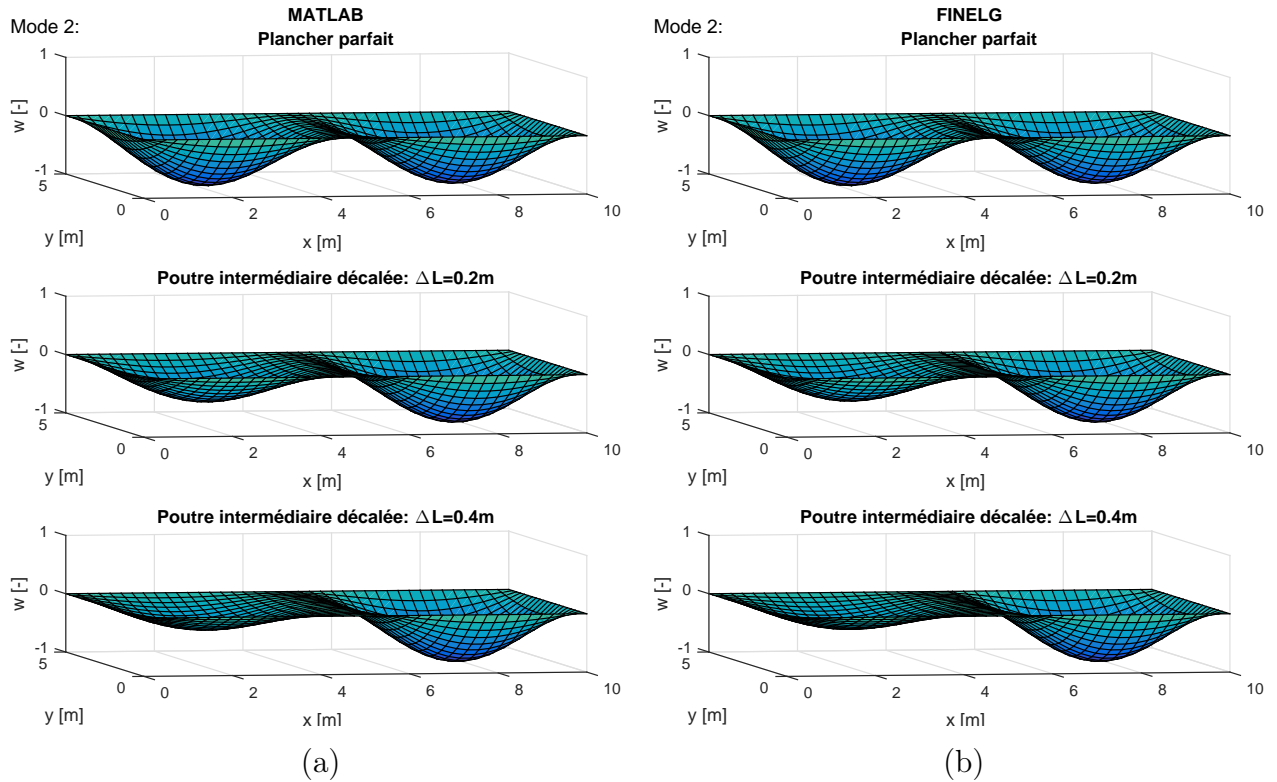 Mode 2:
MATLAB
Plancher parfait
1
0
-1
w [-]
5
0
y [m]
0
2
4
6
8
10
x [m]
Poutre intermédiaire décalée: ΔL=0.2m
1
0
-1
w [-]
5
0
y [m]
0
2
4
6
8
10
x [m]
Poutre intermédiaire décalée: ΔL=0.4m
1
0
-1
w [-]
5
0
y [m]
0
2
4
6
8
10
x [m]
(a)
Mode 2:
FINELG
Plancher parfait
1
0
-1
w [-]
5
0
y [m]
0
2
4
6
8
10
x [m]
Poutre intermédiaire décalée: ΔL=0.2m
1
0
-1
w [-]
5
0
y [m]
0
2
4
6
8
10
x [m]
Poutre intermédiaire décalée: ΔL=0.4m
1
0
-1
w [-]
5
0
y [m]
0
2
4
6
8
10
x [m]
(b)